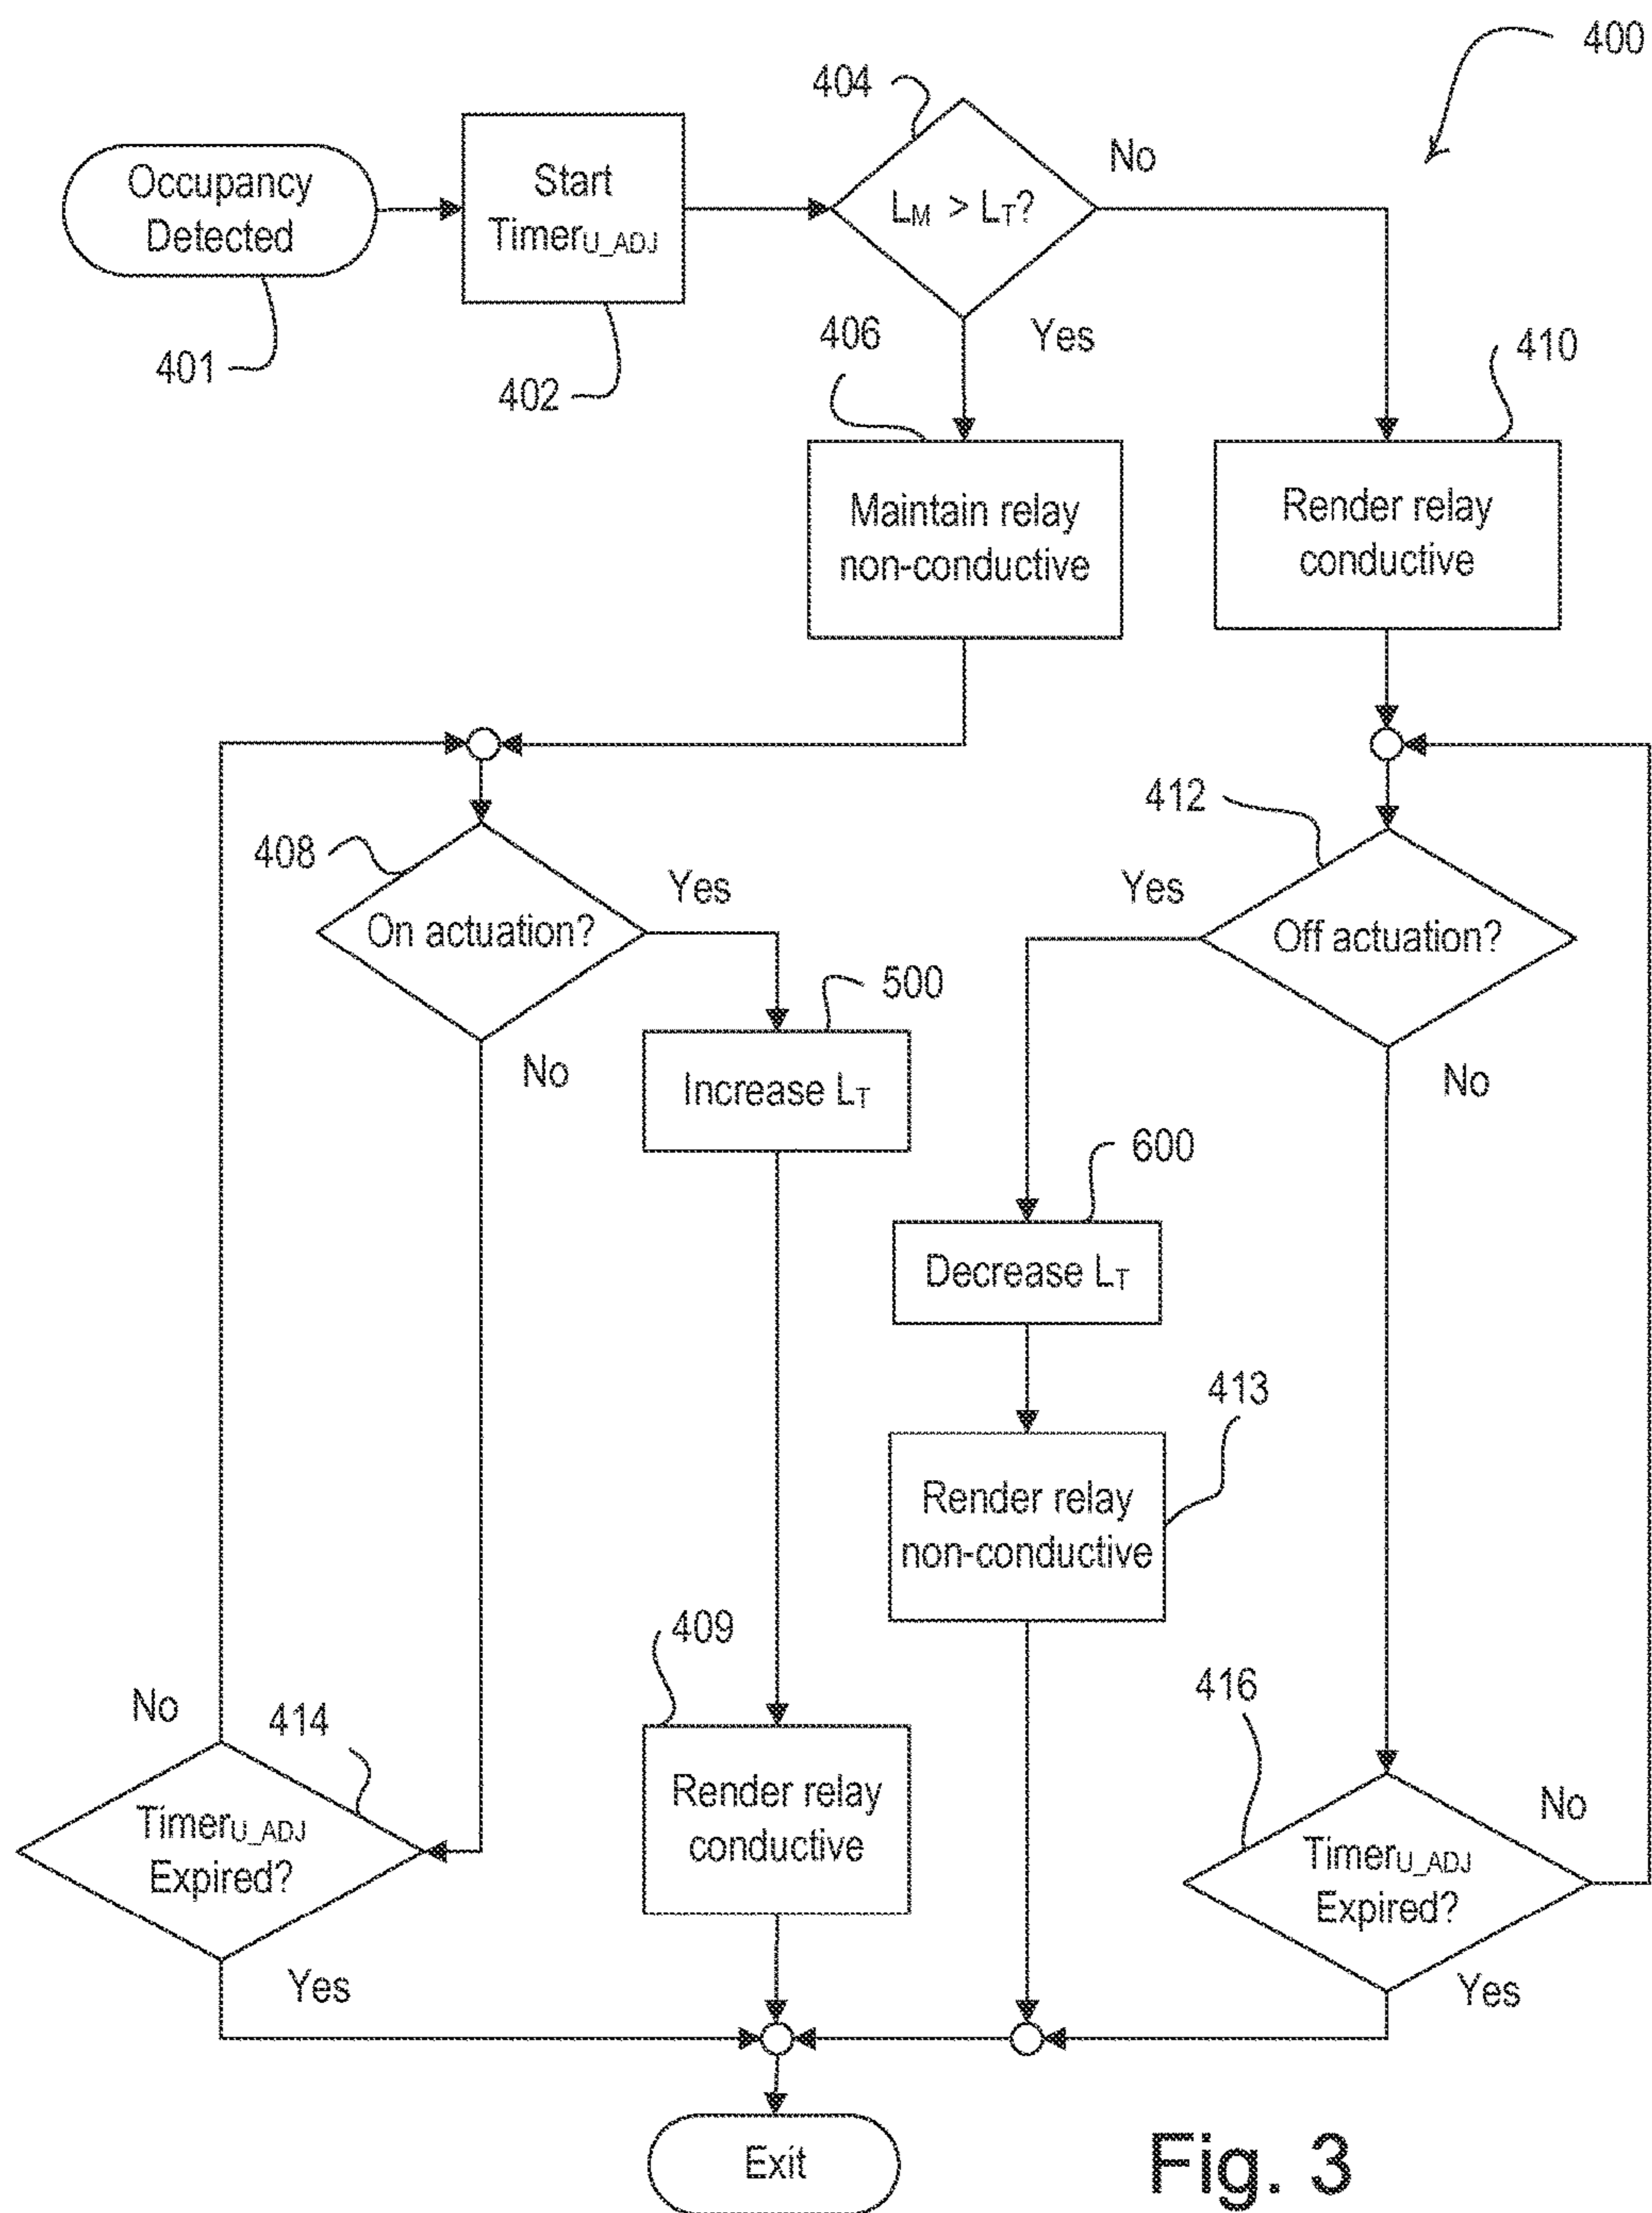 400
404
Occupancy
Detected
401
Start
TimerU_ADJ
402
LM > LT?
No
Yes
406
Maintain relay
non-conductive
410
Render relay
conductive
408
On actuation?
Yes
No
412
Off actuation?
Yes
No
500
Increase LT
600
Decrease LT
413
Render relay
non-conductive
409
Render relay
conductive
414
TimerU_ADJ
Expired?
No
Yes
416
TimerU_ADJ
Expired?
No
Yes
Exit
Fig. 3